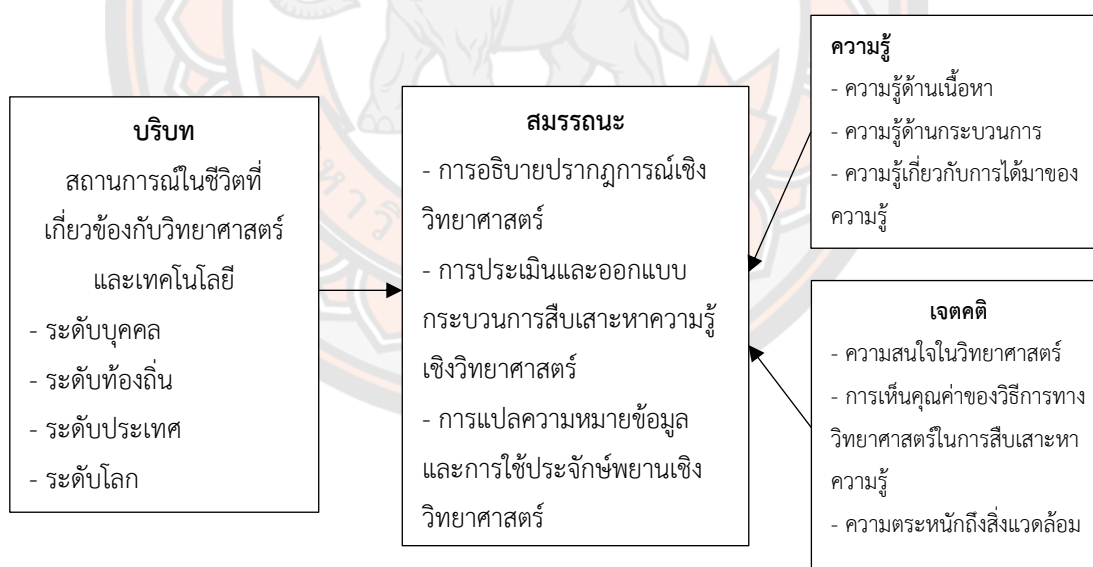 บริบท
สถานการณ์ในชีวิตที่
เกี่ยวข้องกับวิทยาศาสตร์
และเทคโนโลยี
- ระดับบุคคล
- ระดับท้องถิ่น
- ระดับประเทศ
- ระดับโลก
สมรรถนะ
- การอธิบายปรากฏการณ์เชิง
วิทยาศาสตร์
- การประเมินและออกแบบ
กระบวนการสืบเสาะหาความรู้
เชิงวิทยาศาสตร์
- การแปลความหมายข้อมูล
และการใช้ประจักษ์พยานเชิง
วิทยาศาสตร์
ความรู้
- ความรู้ด้านเนื้อหา
- ความรู้ด้านกระบวนการ
- ความรู้เกี่ยวกับการได้มาของ
ความรู้
เจตคติ
- ความสนใจในวิทยาศาสตร์
- การเห็นคุณค่าของวิธีการทาง
วิทยาศาสตร์ในการสืบเสาะหา
ความรู้
- ความตระหนักถึงสิ่งแวดล้อม